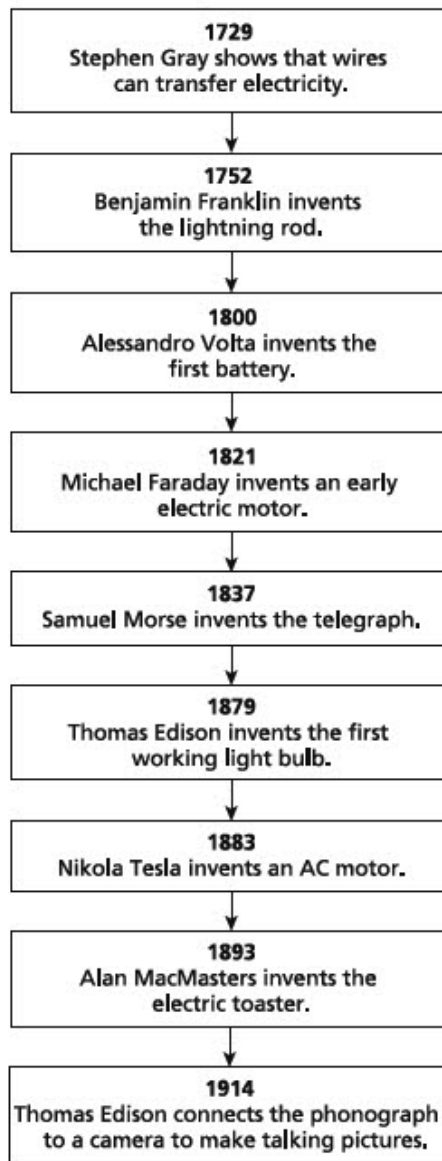 1729
Stephen Gray shows that wires
can transfer electricity.
1752
Benjamin Franklin invents
the lightning rod.
1800
Alessandro Volta invents the
first battery.
1821
Michael Faraday invents an early
electric motor.
1837
Samuel Morse invents the telegraph.
1879
Thomas Edison invents the first
working light bulb.
1883
Nikola Tesla invents an AC motor.
1893
Alan MacMasters invents the
electric toaster.
1914
Thomas Edison connects the phonograph
to a camera to make talking pictures.